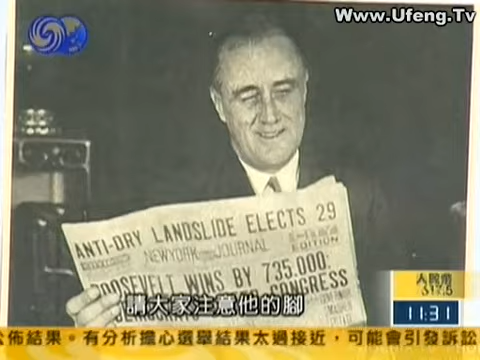 Www.Ufeng.Tv
ANTI-DRY LANDSLIDE ELECTS 29
NEW YORK JOURNAL
EDITION
ROOSEVELT WINS BY 735.000:
CONGRESS
請大家注意他的腳
人民幣
11:31
佈結果。有分析擔心選舉結果太過接近，可能會引發訴訟